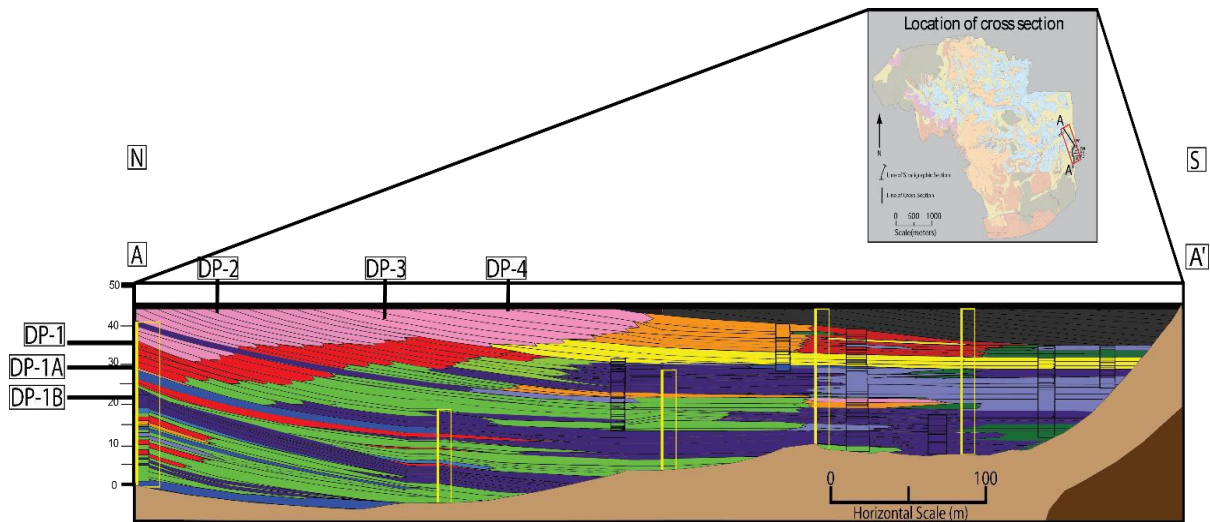 Location of cross section
A
A'
N
Line of Stratigraphic Section
Line of Cross Section
0 500 1000
Scale(meters)
N
S
A
A'
DP-2
DP-3
DP-4
50
40
30
20
10
0
DP-1
DP-1A
DP-1B
0
100
Horizontal Scale (m)